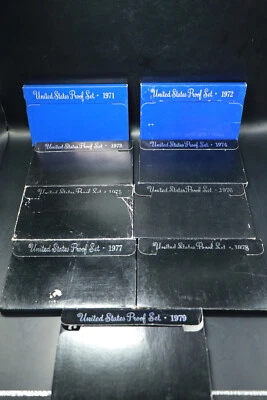 United States Proof Set • 1971
United States Proof Set • 1972
United States Proof Set • 1973
United States Proof Set • 1974
United States Proof Set • 1975
United States Proof Set • 1976
United States Proof Set • 1977
United States Proof Set • 1978
United States Proof Set • 1979